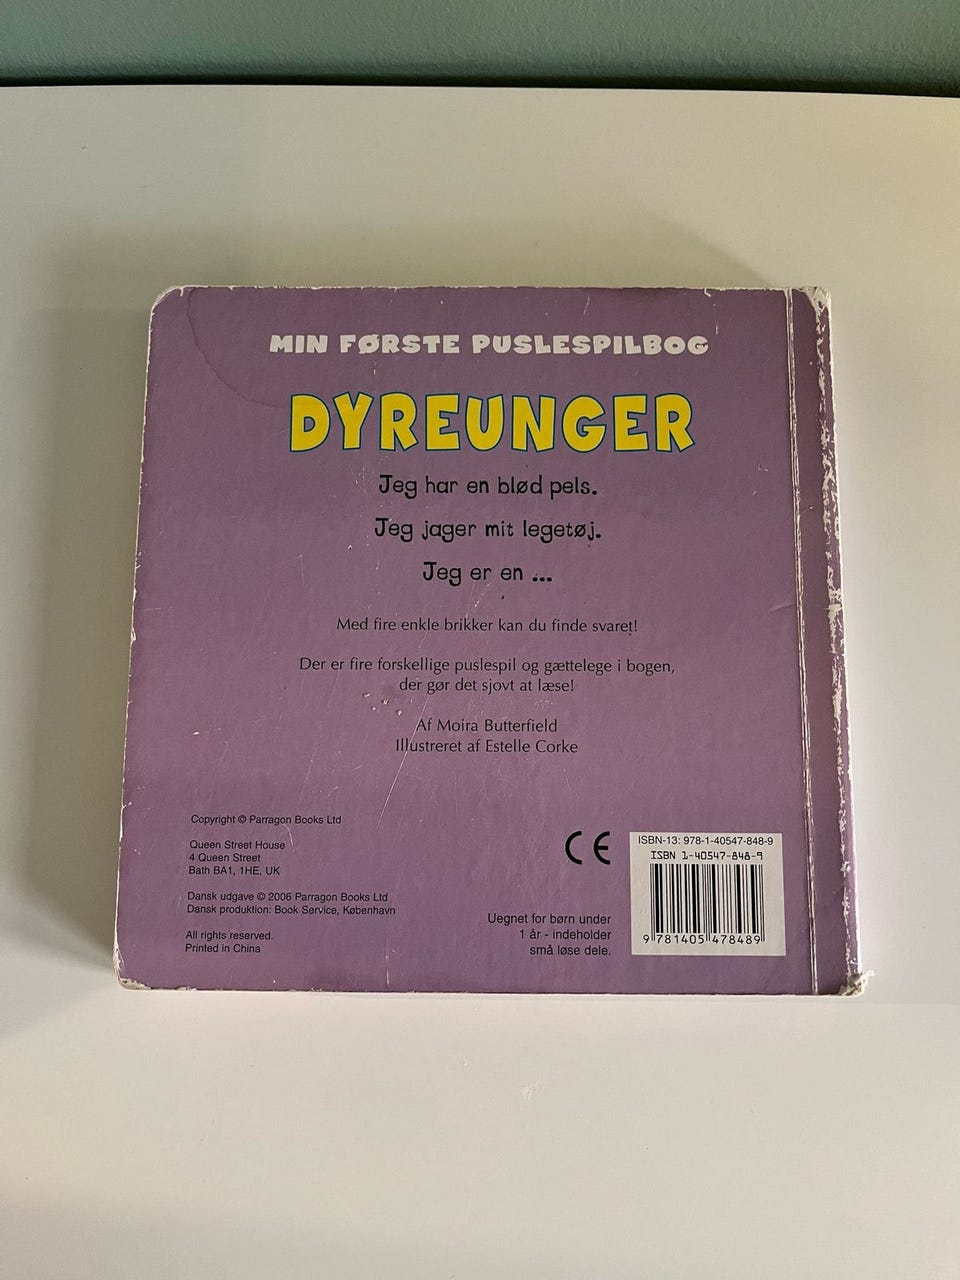 MIN FØRSTE PUSLESPILBOG
DYREUNGER
Jeg har en blød pels.
Jeg jager mit legetøj.
Jeg er en ...
Med fire enkle brikker kan du finde svaret!
Der er fire forskellige puslespil og gættelege i bogen,
der gør det sjovt at læse!
Af Moira Butterfield
Illustreret af Estelle Corke
Copyright © Parragon Books Ltd
Queen Street House
4 Queen Street
Bath BA1, 1HE, UK
Dansk udgave © 2006 Parragon Books Ltd
Dansk produktion: Book Service, København
All rights reserved.
Printed in China
CE
Uegnet for børn under
1 år - indeholder
små løse dele.
ISBN-13: 978-1-40547-848-9
ISBN 1-40547-848-9
9 781405 478489